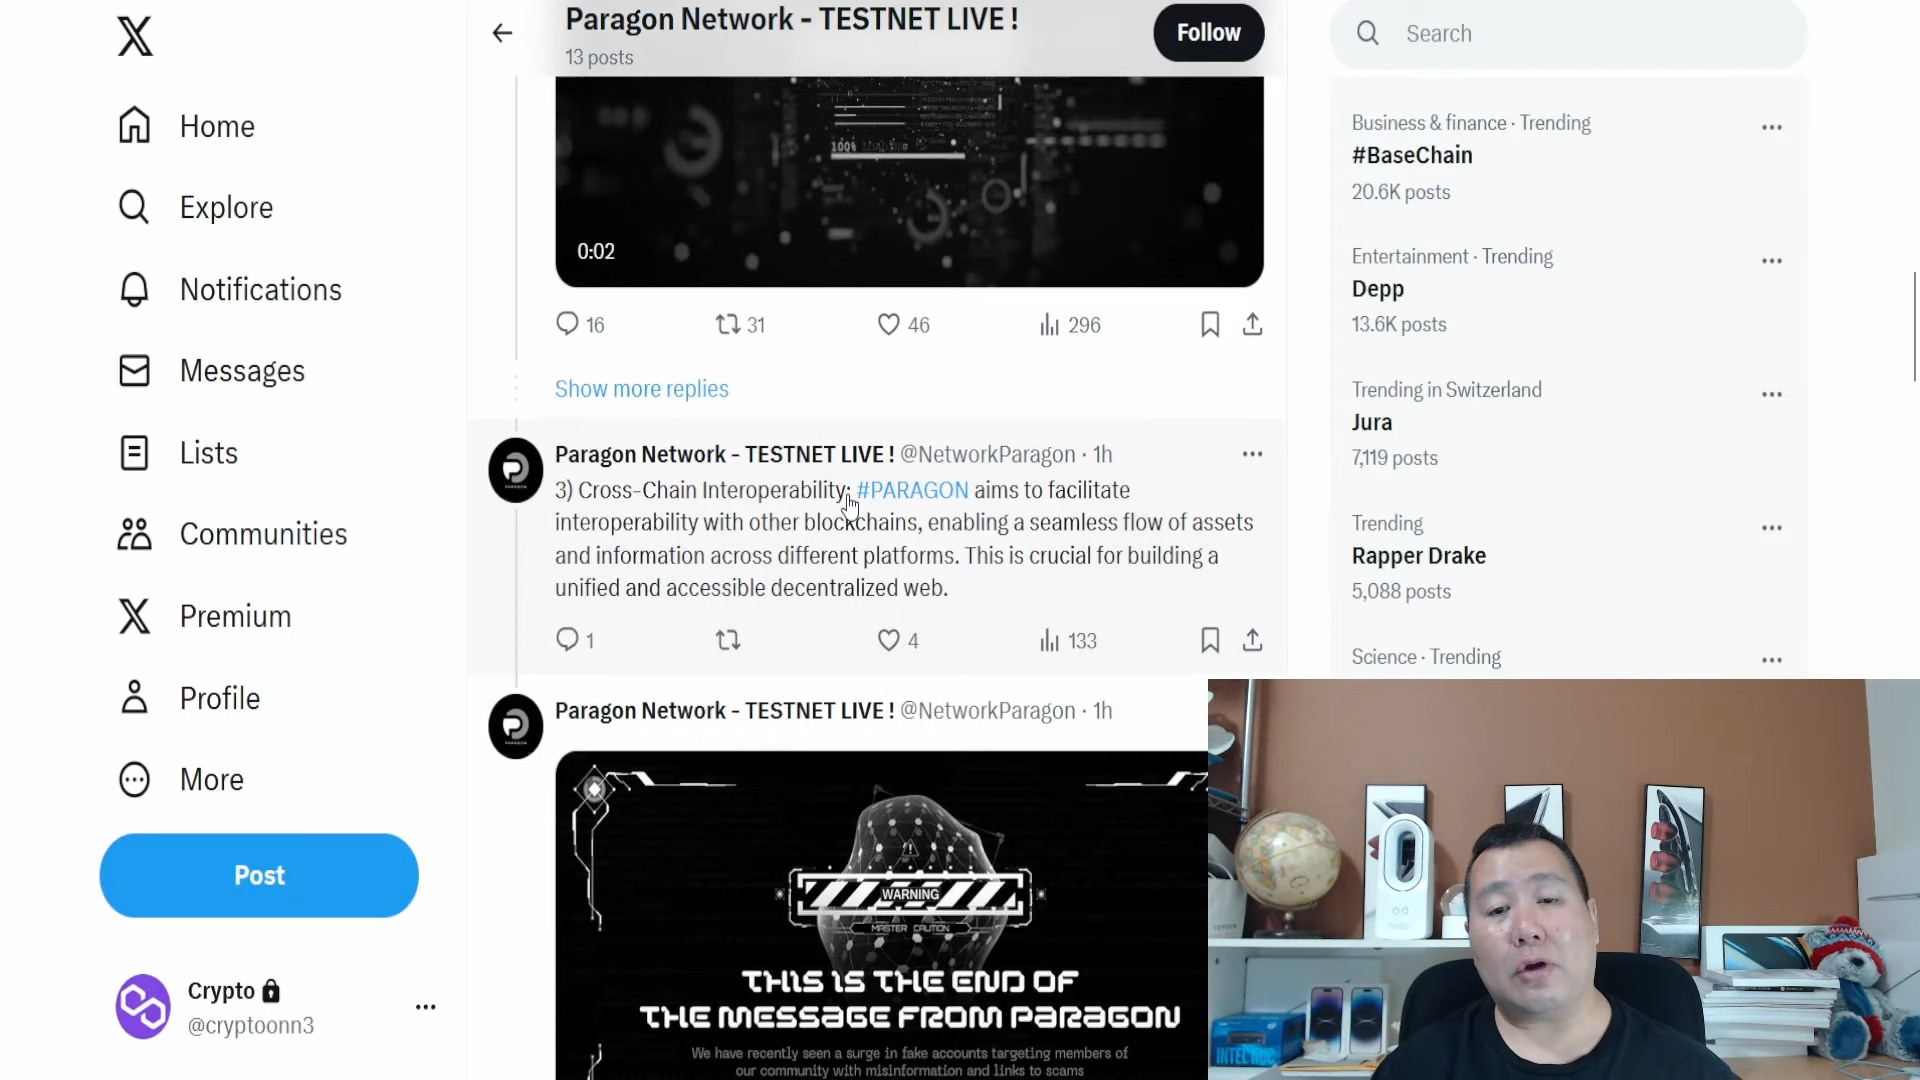 Paragon Network - TESTNET LIVE !
13 posts
Follow
Search
Home
Explore
Notifications
Messages
Lists
Communities
Premium
Profile
More
Post
Crypto
@cryptoonn3
100%
0:02
16
31
46
296
Show more replies
Paragon Network - TESTNET LIVE ! @NetworkParagon · 1h
3) Cross-Chain Interoperability: #PARAGON aims to facilitate
interoperability with other blockchains, enabling a seamless flow of assets
and information across different platforms. This is crucial for building a
unified and accessible decentralized web.
1
4
133
Paragon Network - TESTNET LIVE ! @NetworkParagon · 1h
WARNING
MASTER CAUTION
THIS IS THE END OF
THE MESSAGE FROM PARAGON
We have recently seen a surge in fake accounts targeting members of
our community with misinformation and links to scams
Business & finance · Trending
#BaseChain
20.6K posts
Entertainment · Trending
Depp
13.6K posts
Trending in Switzerland
Jura
7,119 posts
Trending
Rapper Drake
5,088 posts
Science · Trending
INTEL NUC